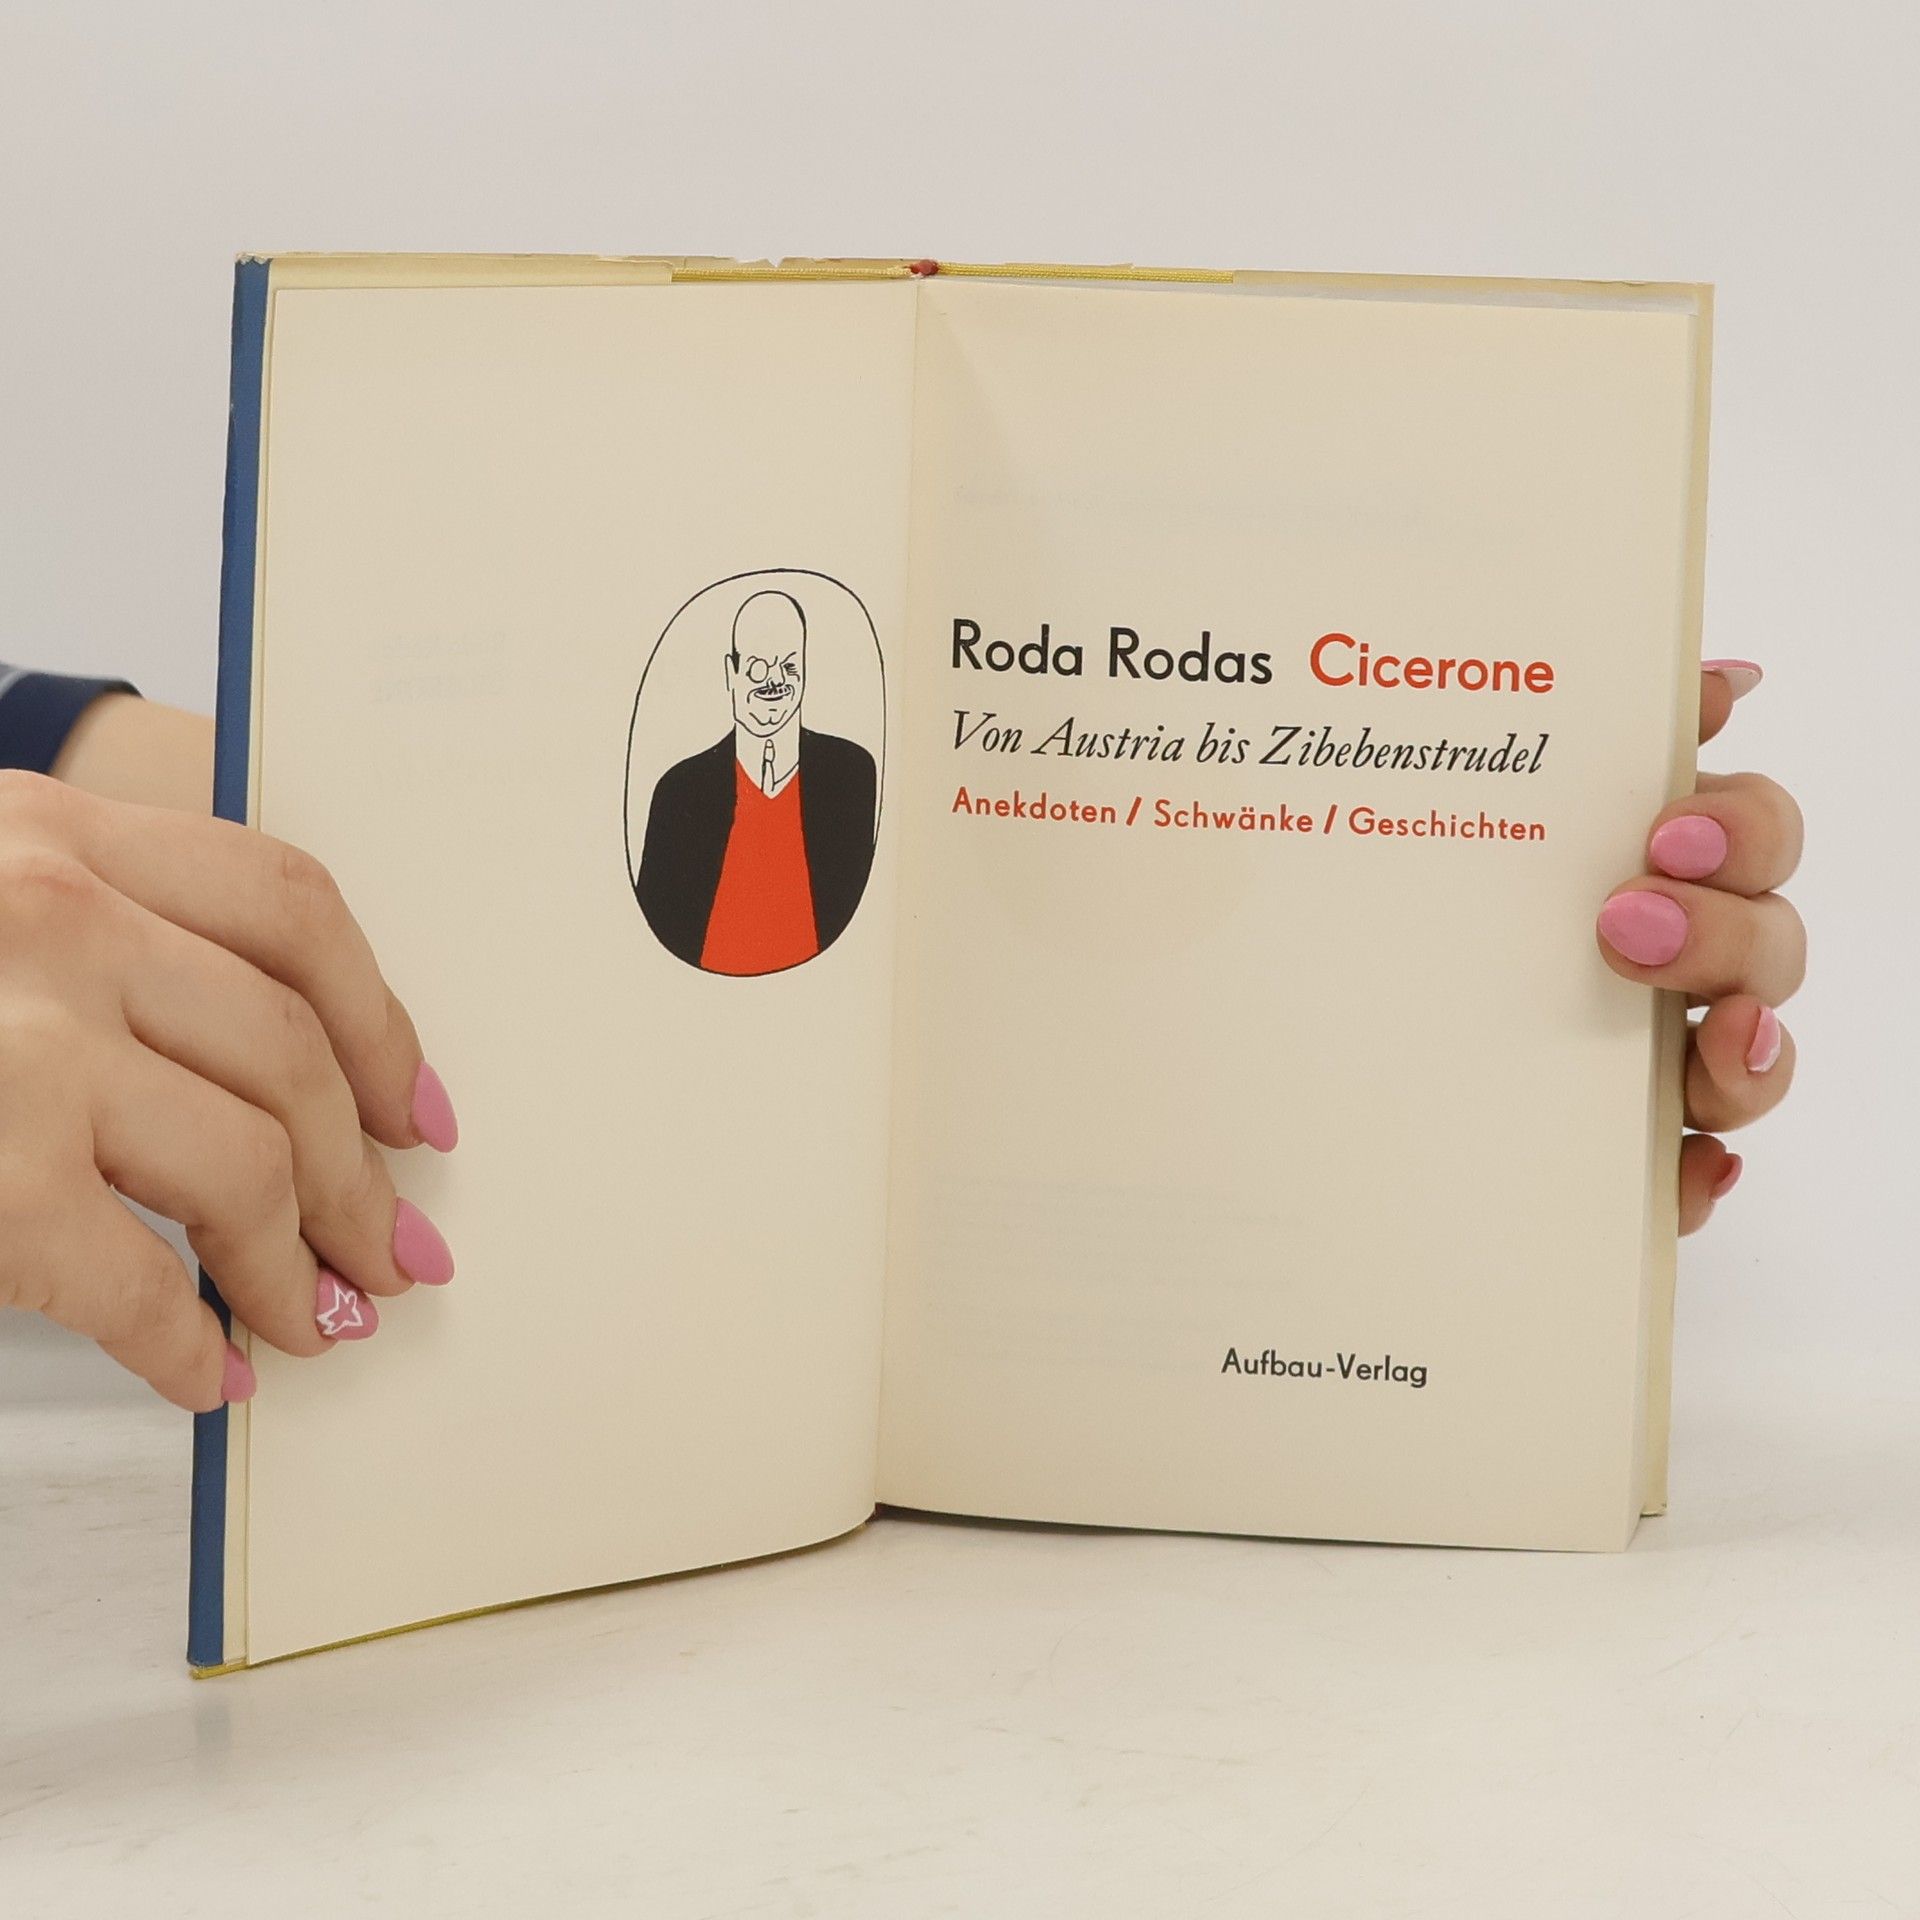 Roda Rodas Cicerone
Von Austria bis Zibebenstrudel
Anekdoten / Schwänke / Geschichten
Aufbau-Verlag